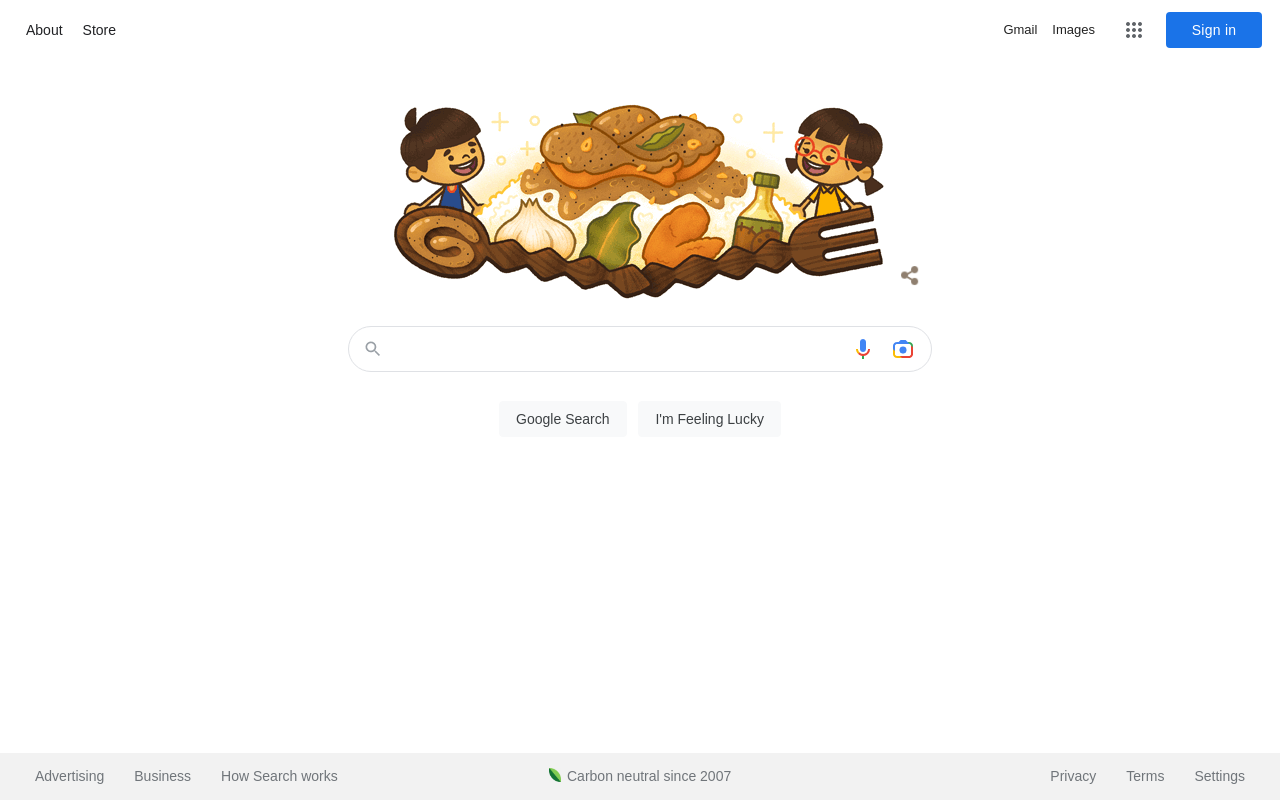 About Store Gmail Images Sign in
Google Search I'm Feeling Lucky
Advertising Business How Search works Carbon neutral since 2007 Privacy Terms Settings